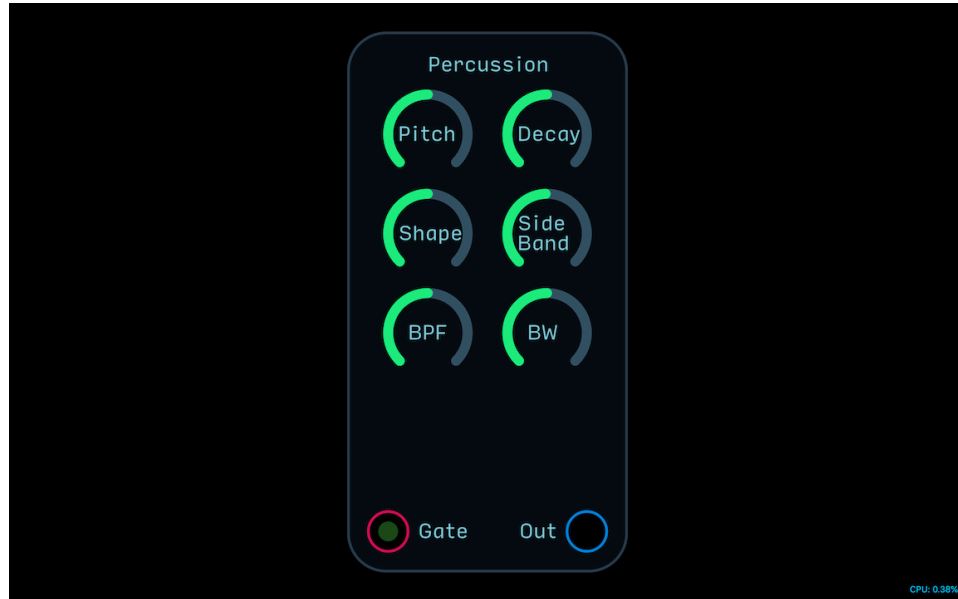 Percussion
Pitch
Decay
Shape
Side
Band
BPF
BW
Gate
Out
CPU: 0.38%